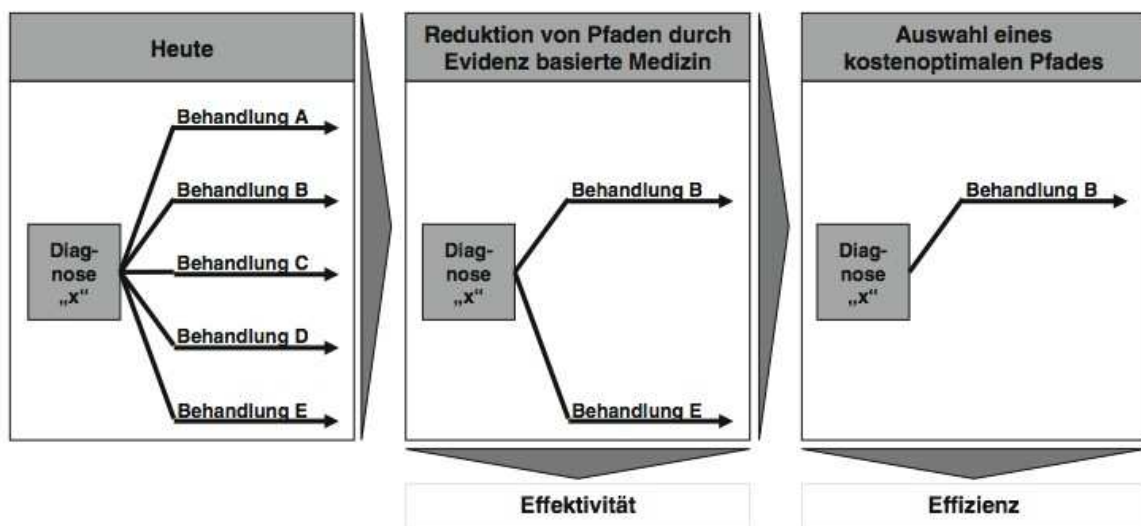 Heute
Behandlung A
Behandlung B
Behandlung C
Behandlung D
Behandlung E
Diag-
nose
„x“
Reduktion von Pfaden durch
Evidenz basierte Medizin
Behandlung B
Diag-
nose
„x“
Behandlung E
Effektivität
Auswahl eines
kostenoptimalen Pfades
Behandlung B
Diag-
nose
„x“
Effizienz